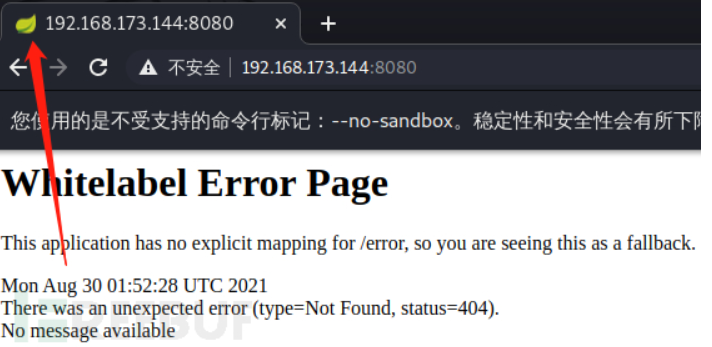 192.168.173.144:8080
不安全 192.168.173.144:8080
您使用的是不受支持的命令行标记：--no-sandbox。稳定性和安全性会有所下
Whitelabel Error Page
This application has no explicit mapping for /error, so you are seeing this as a fallback.
Mon Aug 30 01:52:28 UTC 2021
There was an unexpected error (type=Not Found, status=404).
No message available